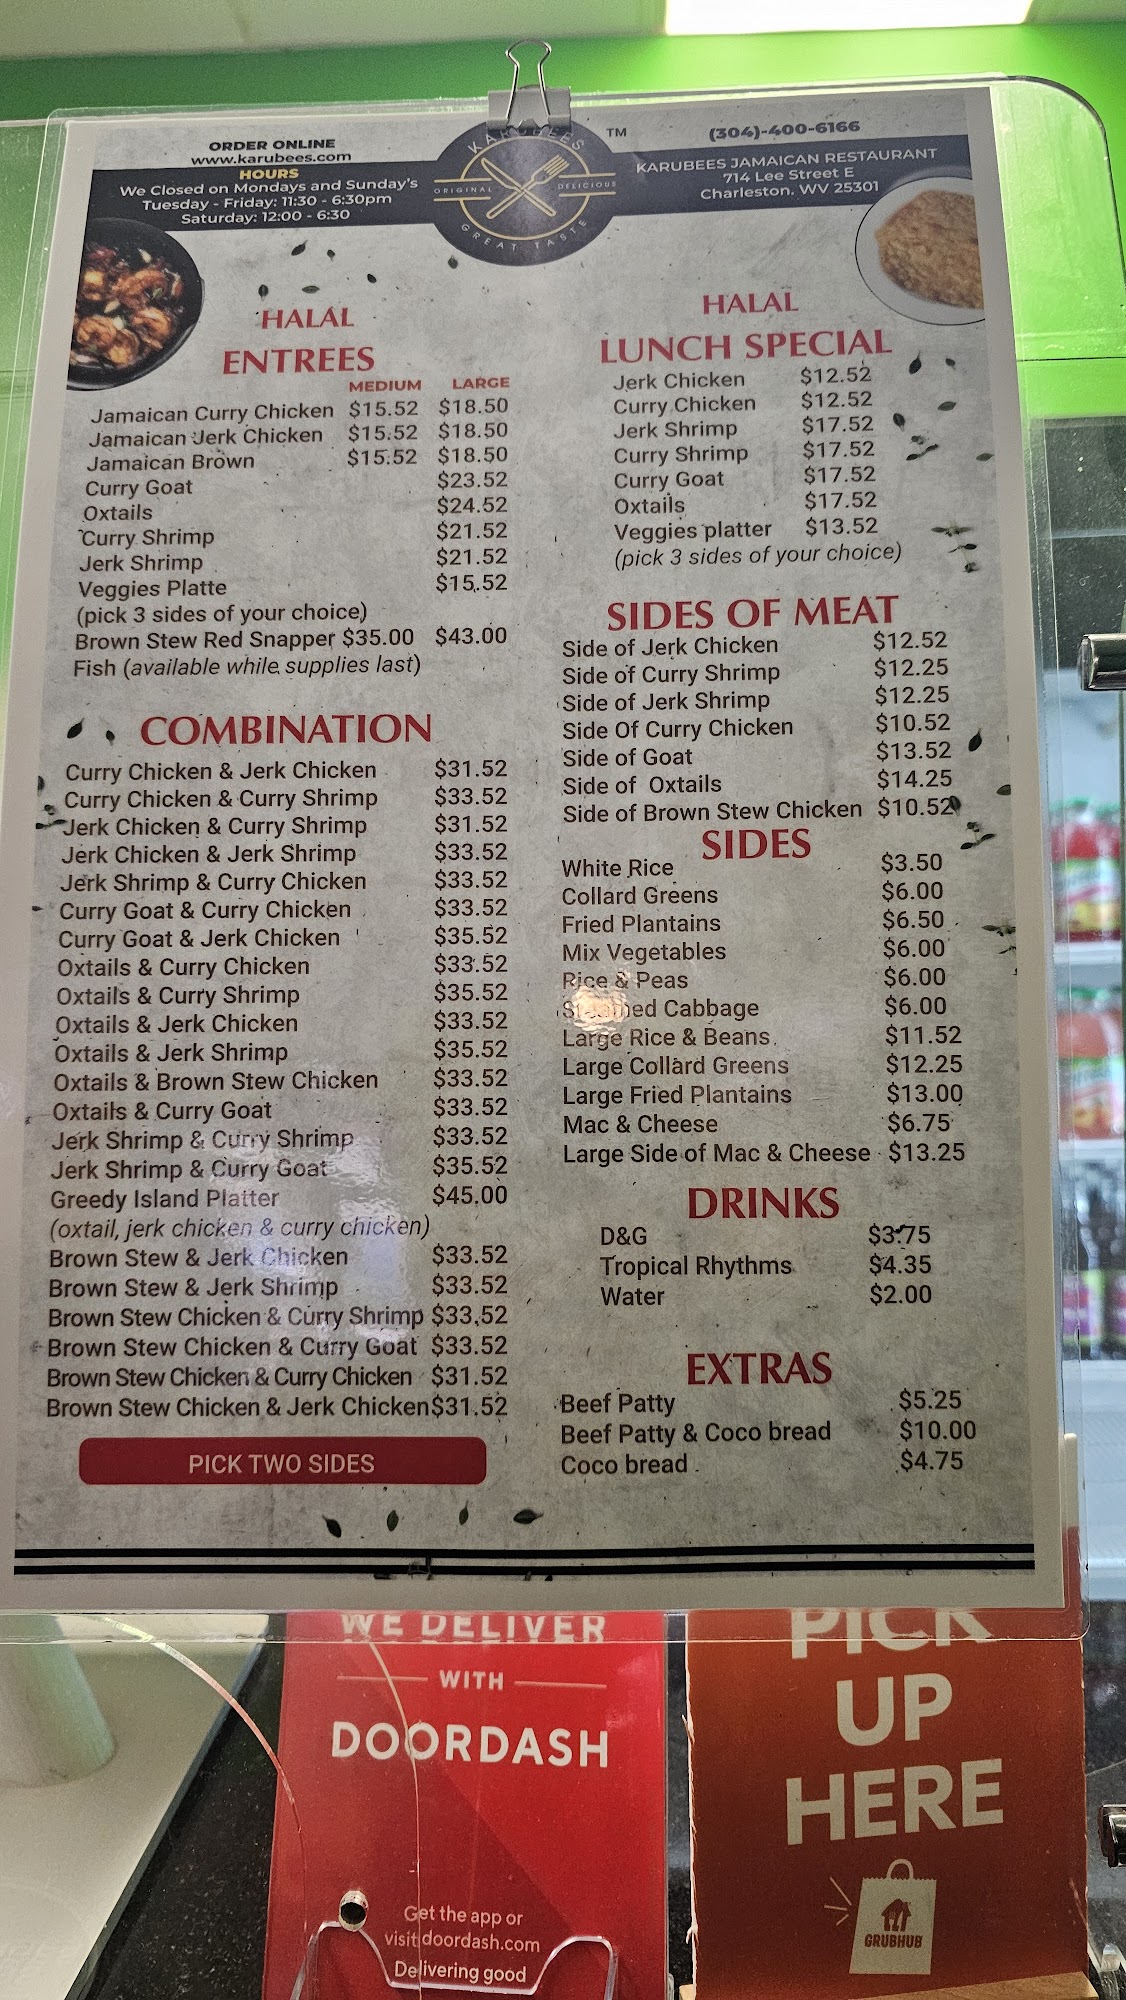 ORDER ONLINE
www.karubees.com
HOURS
We Closed on Mondays and Sunday's
Tuesday - Friday: 11:30 - 6:30pm
Saturday: 12:00 - 6:30
KARUBEES
TM
ORIGINAL DELICIOUS
GREAT TASTE
(304)-400-6166
KARUBEES JAMAICAN RESTAURANT
714 Lee Street E
Charleston. WV 25301
HALAL
ENTREES
MEDIUM LARGE
Jamaican Curry Chicken $15.52 $18.50
Jamaican Jerk Chicken $15.52 $18.50
Jamaican Brown $15.52 $18.50
Curry Goat $23.52
Oxtails $24.52
Curry Shrimp $21.52
Jerk Shrimp $21.52
Veggies Platte $15.52
(pick 3 sides of your choice)
Brown Stew Red Snapper $35.00 $43.00
Fish (available while supplies last)
COMBINATION
Curry Chicken & Jerk Chicken $31.52
Curry Chicken & Curry Shrimp $33.52
Jerk Chicken & Curry Shrimp $31.52
Jerk Chicken & Jerk Shrimp $33.52
Jerk Shrimp & Curry Chicken $33.52
Curry Goat & Curry Chicken $33.52
Curry Goat & Jerk Chicken $35.52
Oxtails & Curry Chicken $33.52
Oxtails & Curry Shrimp $35.52
Oxtails & Jerk Chicken $33.52
Oxtails & Jerk Shrimp $35.52
Oxtails & Brown Stew Chicken $33.52
Oxtails & Curry Goat $33.52
Jerk Shrimp & Curry Shrimp $33.52
Jerk Shrimp & Curry Goat $35.52
Greedy Island Platter $45.00
(oxtail, jerk chicken & curry chicken)
Brown Stew & Jerk Chicken $33.52
Brown Stew & Jerk Shrimp $33.52
Brown Stew Chicken & Curry Shrimp $33,52
Brown Stew Chicken & Curry Goat $33.52
Brown Stew Chicken & Curry Chicken $31.52
Brown Stew Chicken & Jerk Chicken $31.52
PICK TWO SIDES
HALAL
LUNCH SPECIAL
Jerk Chicken $12.52
Curry Chicken $12.52
Jerk Shrimp $17.52
Curry Shrimp $17.52
Curry Goat $17.52
Oxtails $17.52
Veggies platter $13.52
(pick 3 sides of your choice)
SIDES OF MEAT
Side of Jerk Chicken $12.52
Side of Curry Shrimp $12.25
Side of Jerk Shrimp $12.25
Side Of Curry Chicken $10.52
Side of Goat $13.52
Side of Oxtails $14.25
Side of Brown Stew Chicken $10.52
SIDES
White Rice $3.50
Collard Greens $6.00
Fried Plantains $6.50
Mix Vegetables $6.00
Rice & Peas $6.00
Steamed Cabbage $6.00
Large Rice & Beans $11.52
Large Collard Greens $12.25
Large Fried Plantains $13.00
Mac & Cheese $6.75
Large Side of Mac & Cheese $13.25
DRINKS
D&G $3.75
Tropical Rhythms $4.35
Water $2.00
EXTRAS
Beef Patty $5.25
Beef Patty & Coco bread $10.00
Coco bread $4.75
WE DELIVER
WITH
DOORDASH
Get the app or
visit doordash.com
Delivering good
PICK
UP
HERE
GRUBHUB